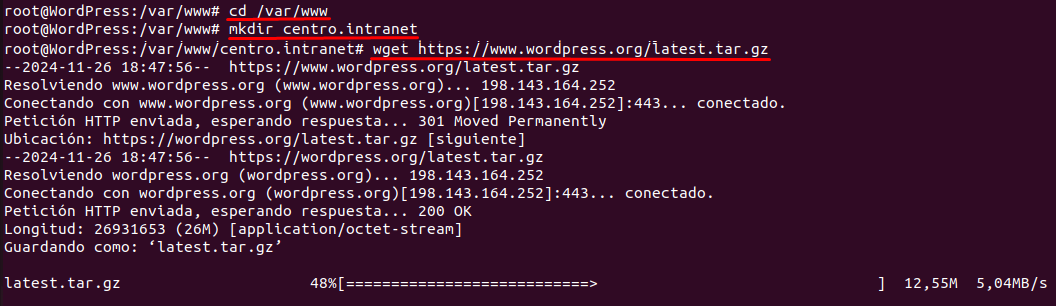 root@WordPress:/var/www# cd /var/www
root@WordPress:/var/www# mkdir centro.intranet
root@WordPress:/var/www/centro.intranet# wget https://www.wordpress.org/latest.tar.gz
--2024-11-26 18:47:56--  https://www.wordpress.org/latest.tar.gz
Resolviendo www.wordpress.org (www.wordpress.org)... 198.143.164.252
Conectando con www.wordpress.org (www.wordpress.org)[198.143.164.252]:443... conectado.
Petición HTTP enviada, esperando respuesta... 301 Moved Permanently
Ubicación: https://wordpress.org/latest.tar.gz [siguiente]
--2024-11-26 18:47:56--  https://wordpress.org/latest.tar.gz
Resolviendo wordpress.org (wordpress.org)... 198.143.164.252
Conectando con wordpress.org (wordpress.org)[198.143.164.252]:443... conectado.
Petición HTTP enviada, esperando respuesta... 200 OK
Longitud: 26931653 (26M) [application/octet-stream]
Guardando como: ‘latest.tar.gz’
latest.tar.gz 48%[===========================> ] 12,55M 5,04MB/s